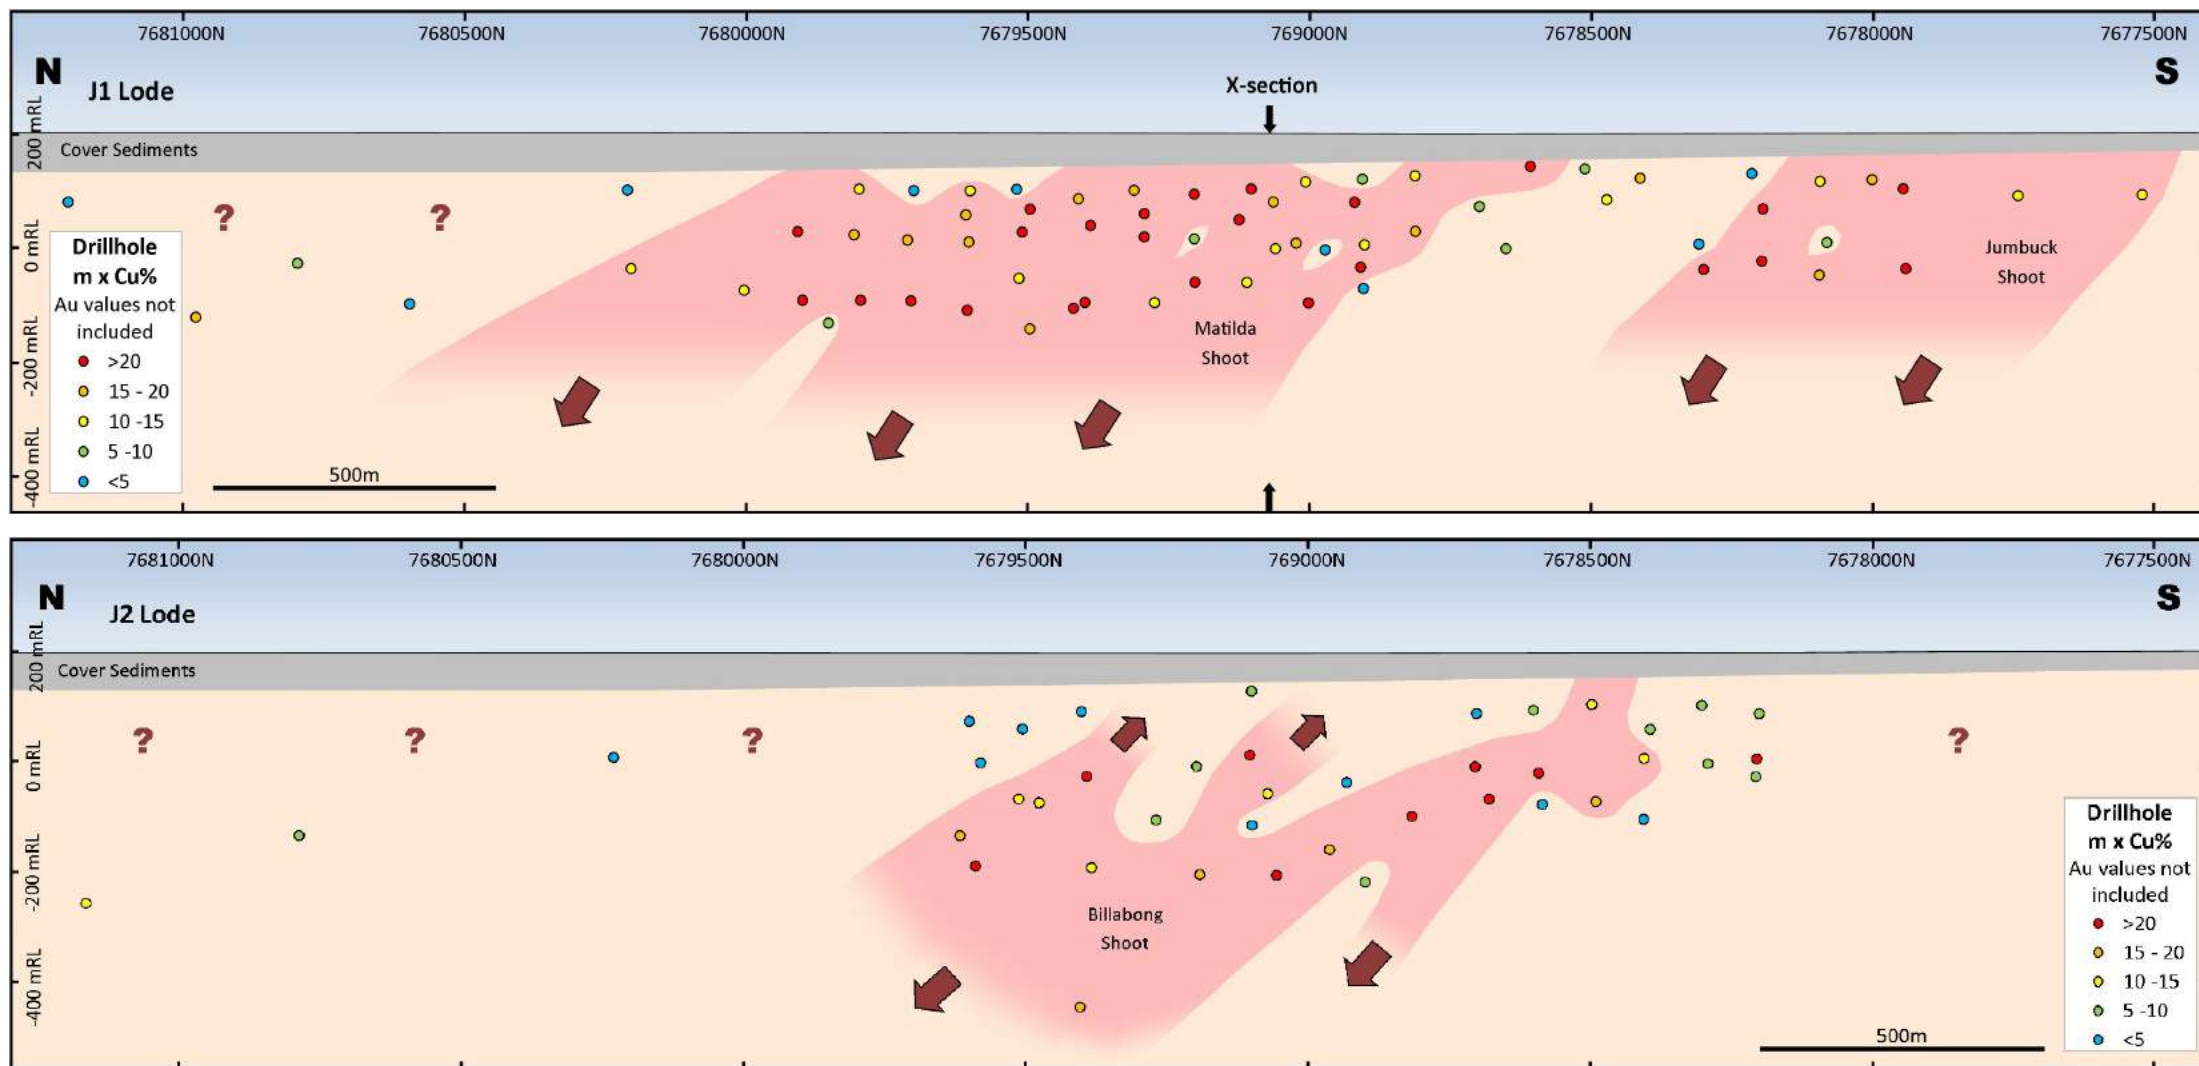 7681000N 7680500N 7680000N 7679500N 769000N 7678500N 7678000N 7677500N
N J1 Lode X-section S
200 mRL
Cover Sediments
? ?
0 mRL
Drillhole
m x Cu%
Au values not
included
>20
15 - 20
10 -15
5 -10
<5
-200 mRL
-400 mRL
500m
Matilda
Shoot
Jumbuck
Shoot
7681000N 7680500N 7680000N 7679500N 769000N 7678500N 7678000N 7677500N
N J2 Lode S
200 mRL
Cover Sediments
? ? ? ?
0 mRL
-200 mRL
-400 mRL
Billabong
Shoot
Drillhole
m x Cu%
Au values not
included
>20
15 - 20
10 -15
5 -10
<5
500m